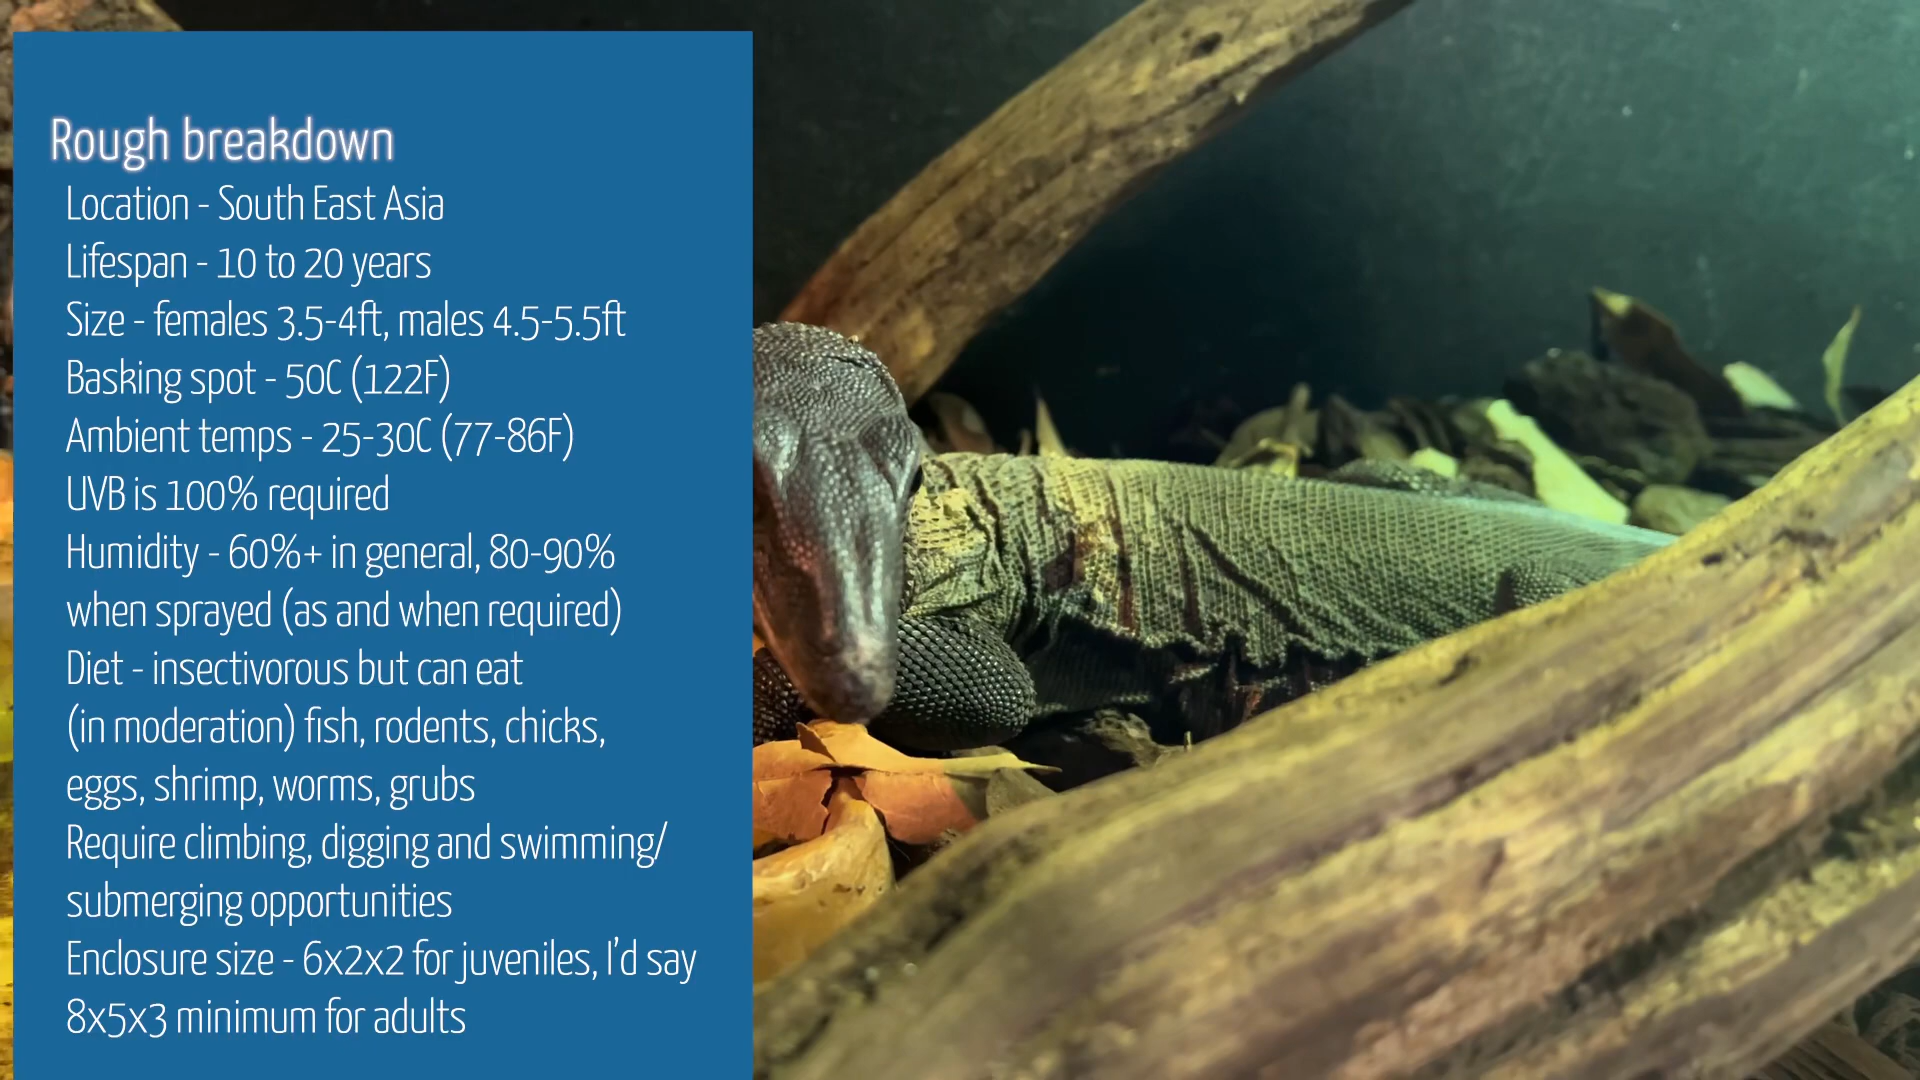 Rough breakdown
Location - South East Asia
Lifespan - 10 to 20 years
Size - females 3.5-4ft, males 4.5-5.5ft
Basking spot - 50C (122F)
Ambient temps - 25-30C (77-86F)
UVB is 100% required
Humidity - 60%+ in general, 80-90%
when sprayed (as and when required)
Diet - insectivorous but can eat
(in moderation) fish, rodents, chicks,
eggs, shrimp, worms, grubs
Require climbing, digging and swimming/
submerging opportunities
Enclosure size - 6x2x2 for juveniles, I'd say
8x5x3 minimum for adults